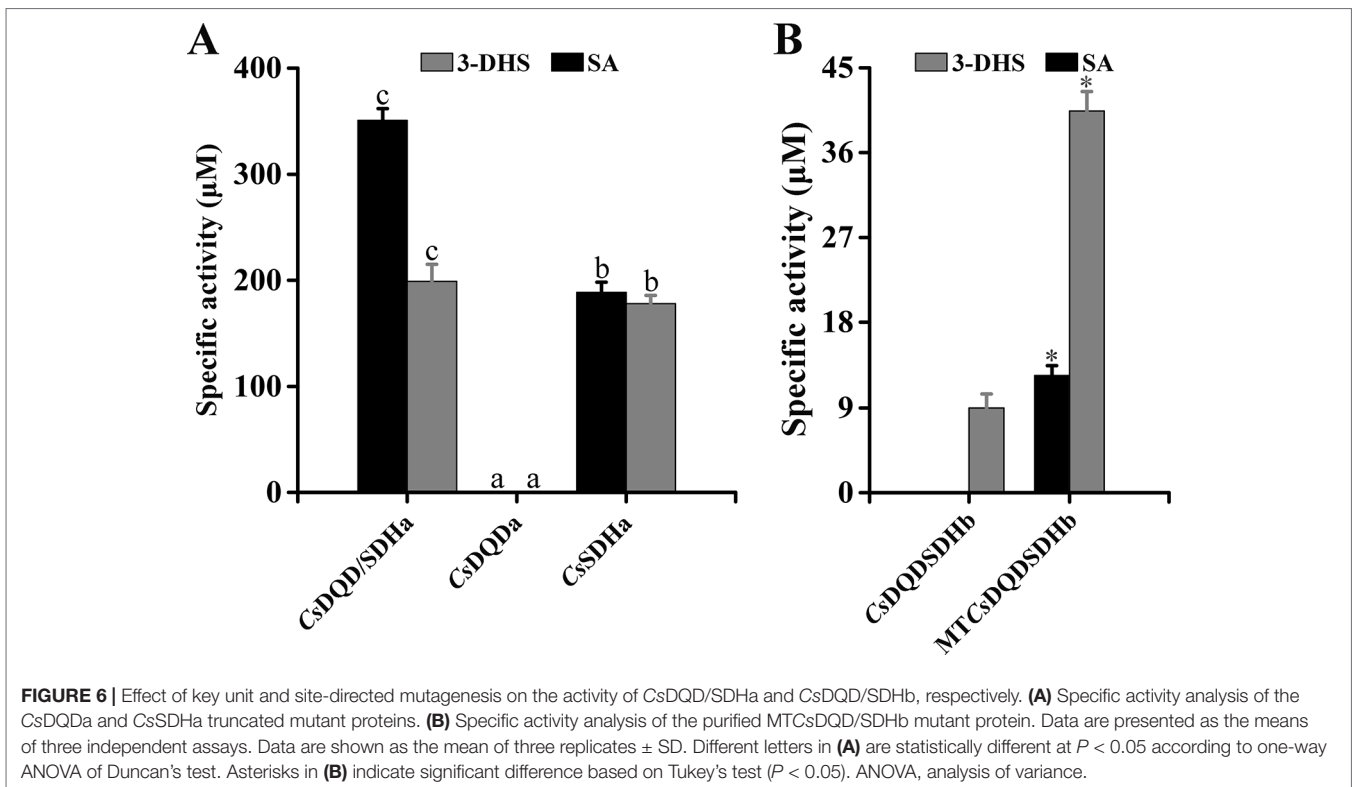 A
3-DHS SA
400
300
200
100
0
Specific activity (µM)
c
c
a a
b
b
CsDQD/SDHa
CsDQDa
CsSDHa
B
3-DHS SA
45
36
27
18
9
0
Specific activity (µM)
*
*
CsDQDSDHb
MTCsDQDSDHb
FIGURE 6 | Effect of key unit and site-directed mutagenesis on the activity of CsDQD/SDHa and CsDQD/SDHb, respectively. (A) Specific activity analysis of the
CsDQDa and CsSDHa truncated mutant proteins. (B) Specific activity analysis of the purified MTCsDQD/SDHb mutant protein. Data are presented as the means
of three independent assays. Data are shown as the mean of three replicates ± SD. Different letters in (A) are statistically different at P < 0.05 according to one-way
ANOVA of Duncan's test. Asterisks in (B) indicate significant difference based on Tukey's test (P < 0.05). ANOVA, analysis of variance.